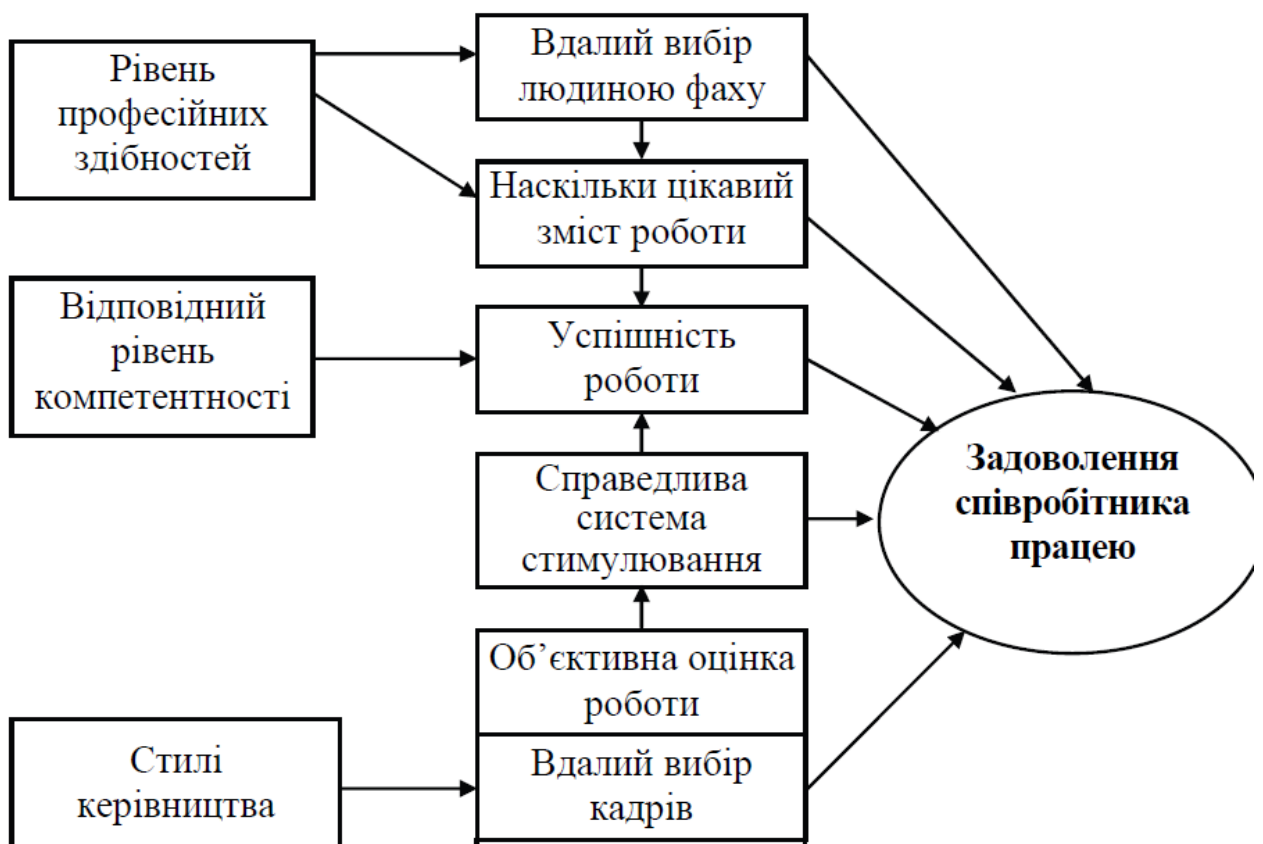 Рівень
професійних
здібностей
Вдалий вибір
людиною фаху
Наскільки цікавий
зміст роботи
Відповідний
рівень
компетентності
Успішність
роботи
Справедлива
система
стимулювання
Задоволення
співробітника
працею
Об’єктивна оцінка
роботи
Стилі
керівництва
Вдалий вибір
кадрів